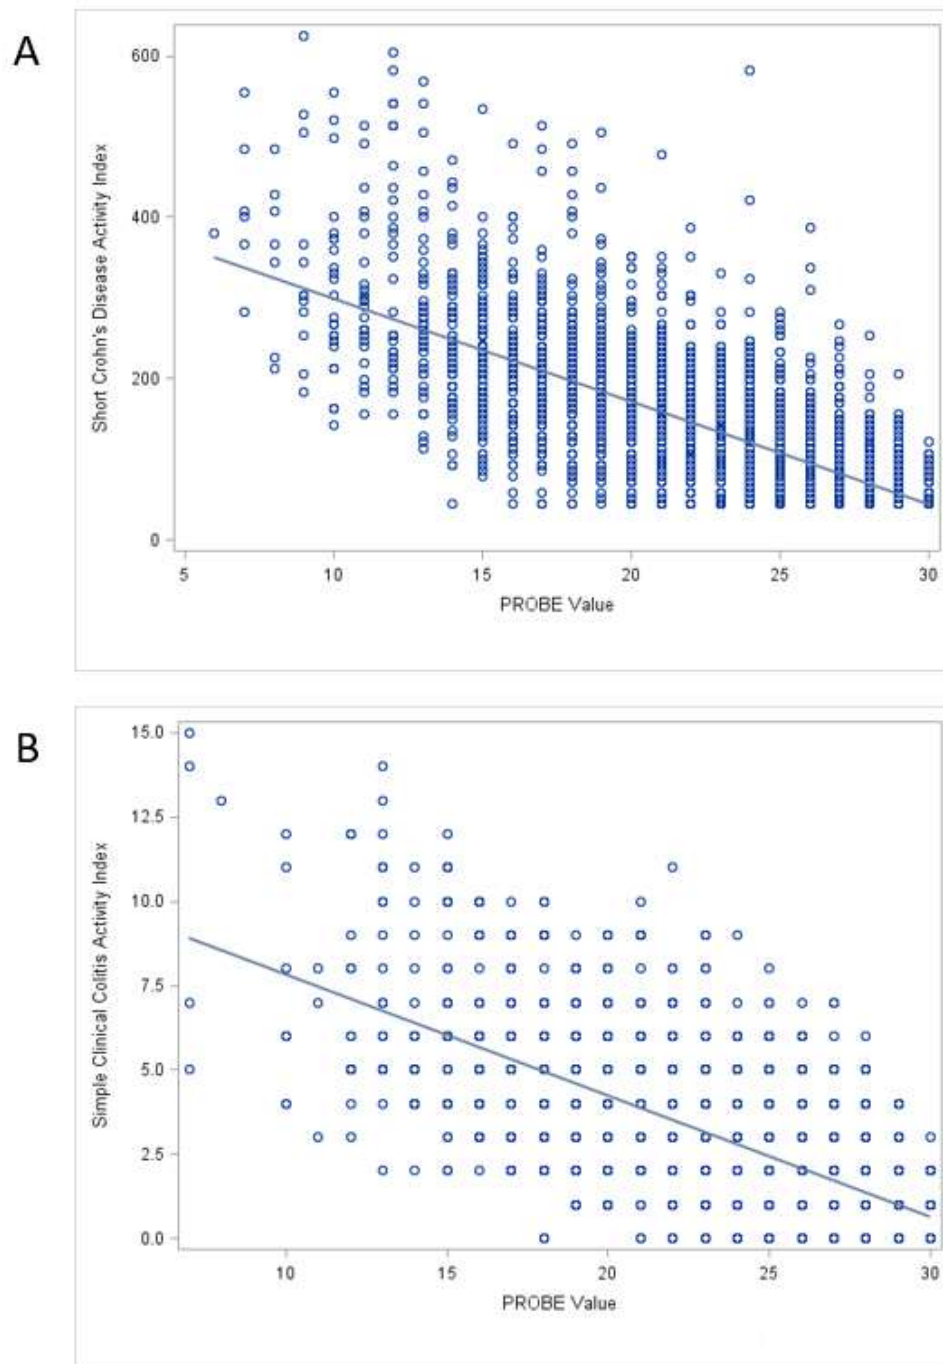 A
600
400
200
0
Short Crohn's Disease Activity Index
5 10 15 20 25 30
PROBE Value
B
15.0
12.5
10.0
7.5
5.0
2.5
0.0
Simple Clinical Colitis Activity Index
10 15 20 25 30
PROBE Value